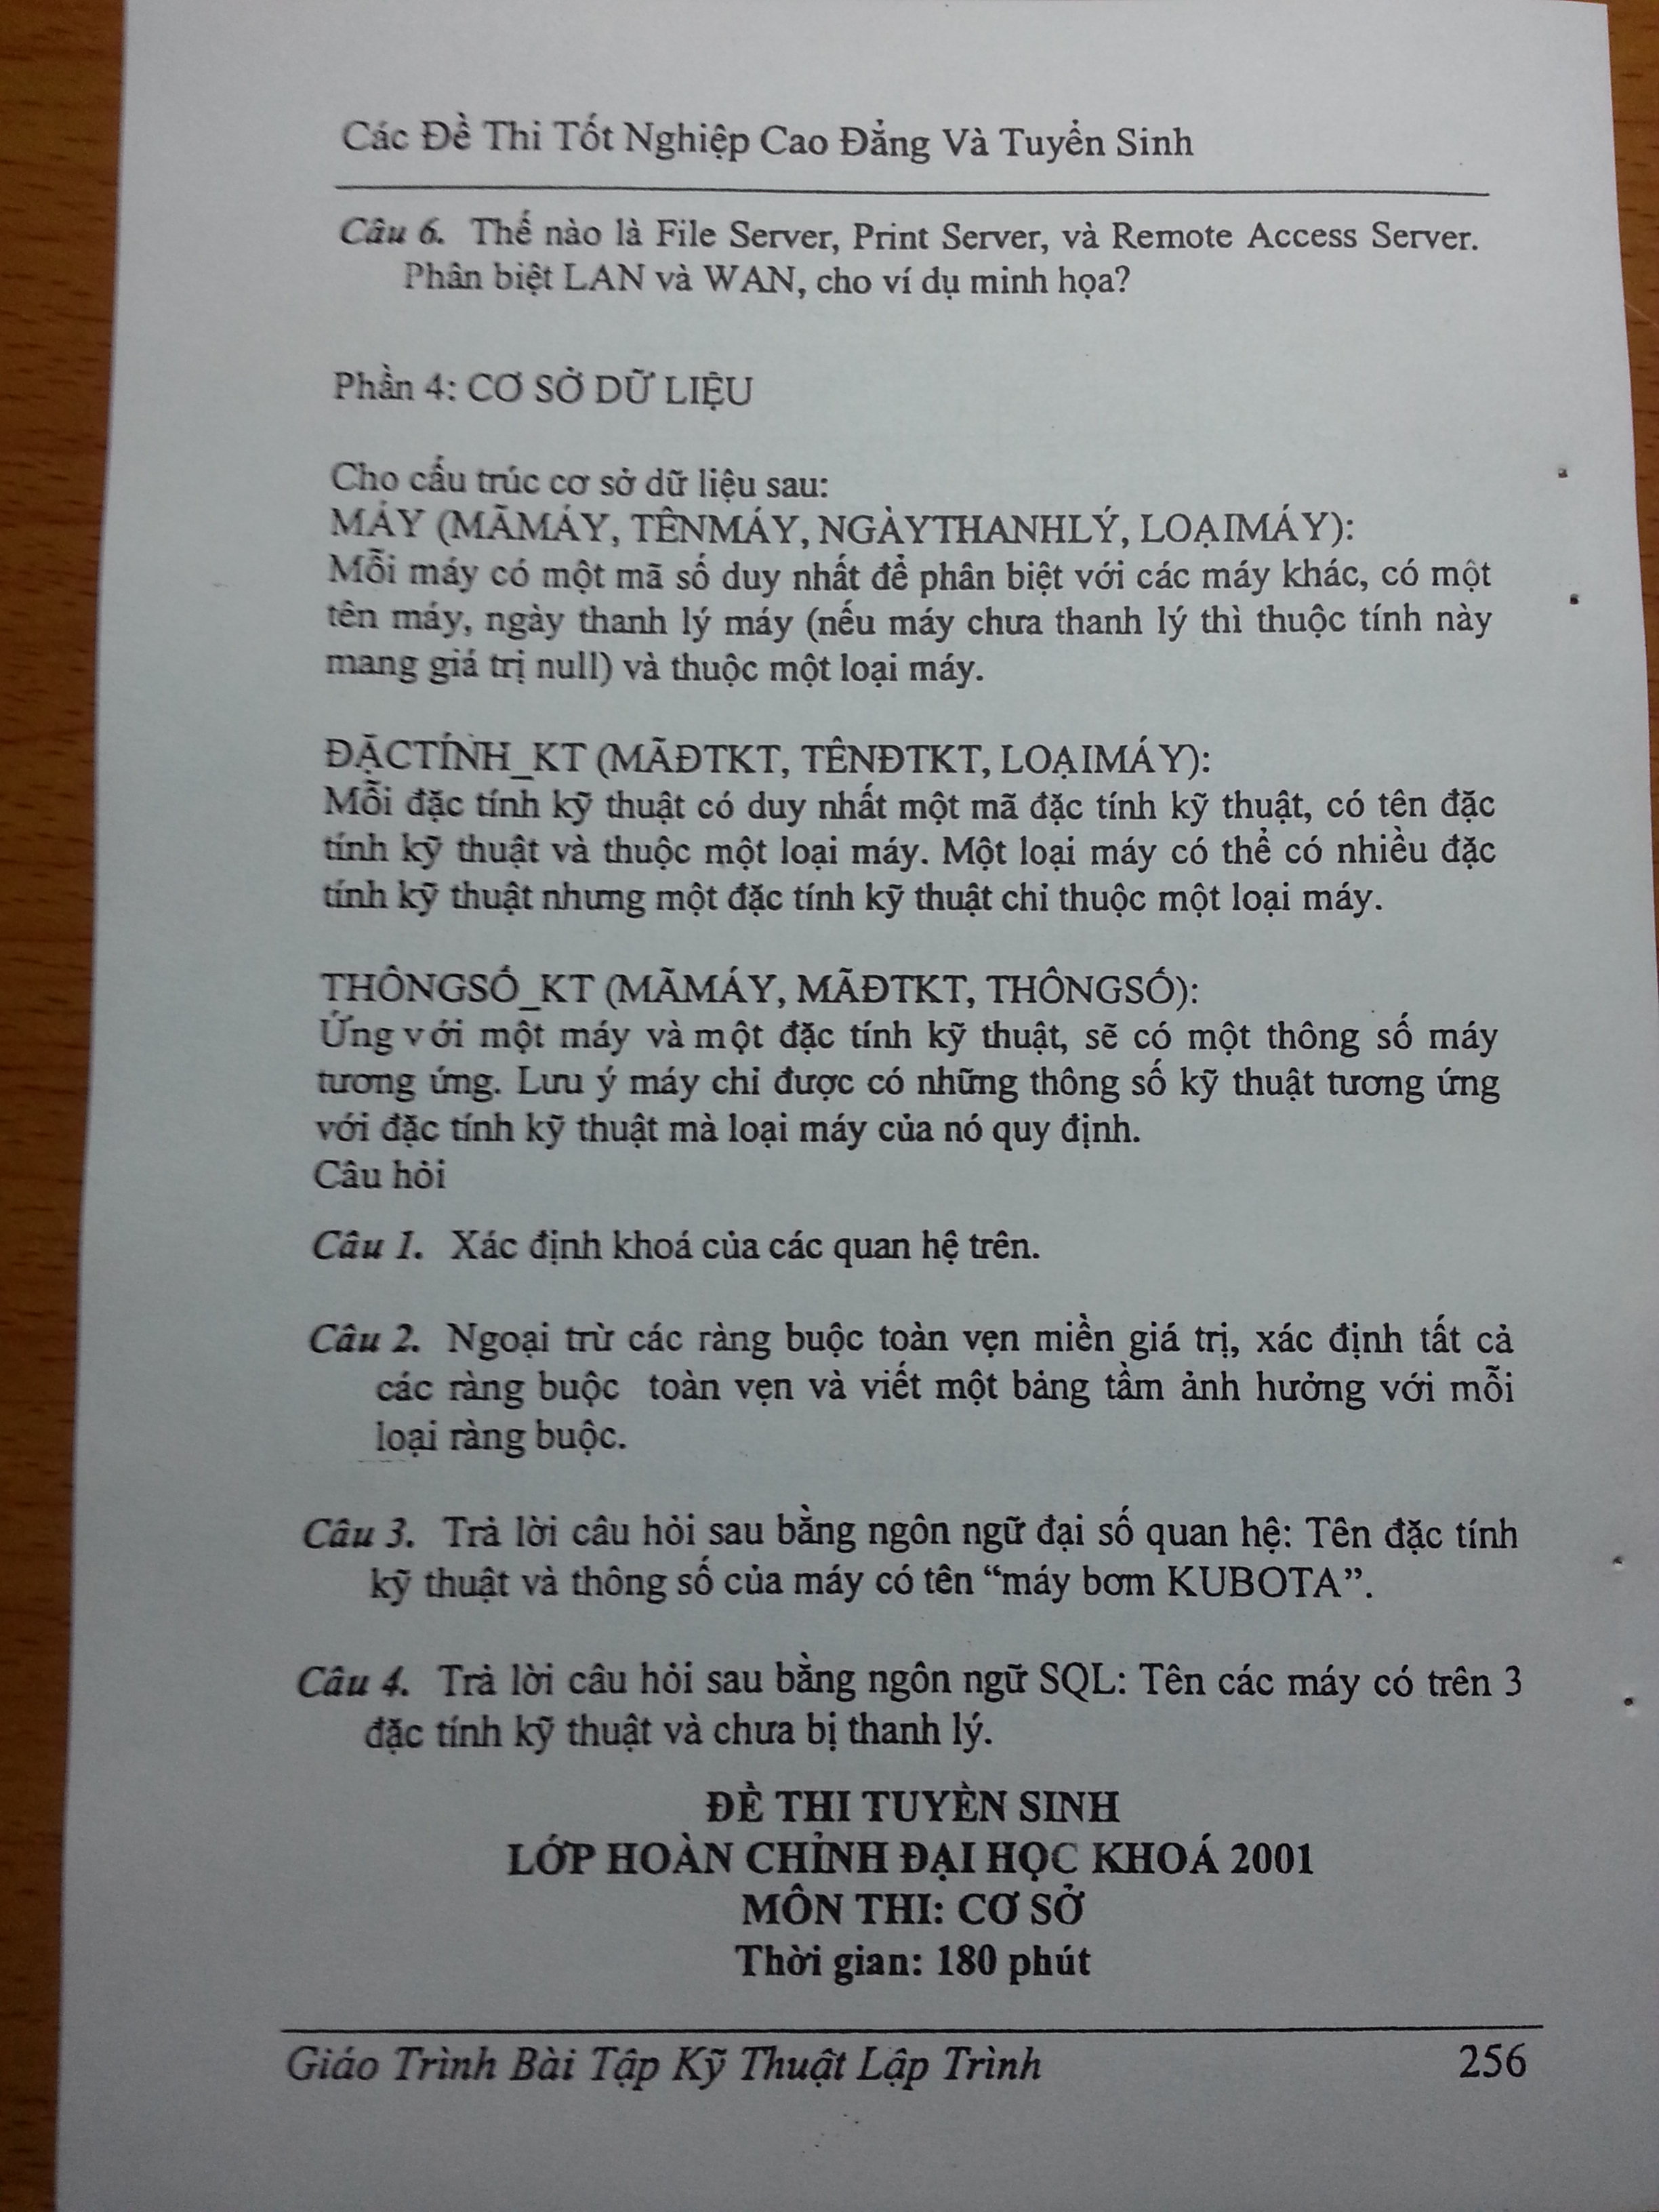 Các Đề Thi Tốt Nghiệp Cao Đẳng Và Tuyển Sinh
Câu 6. Thế nào là File Server, Print Server, và Remote Access Server.
Phân biệt LAN và WAN, cho ví dụ minh họa?
Phần 4: CƠ SỞ DỮ LIỆU
Cho cấu trúc cơ sở dữ liệu sau:
MÁY (MÃMÁY, TÊNMÁY, NGÀYTHANHLÝ, LOẠIMÁY):
Mỗi máy có một mã số duy nhất để phân biệt với các máy khác, có một
tên máy, ngày thanh lý máy (nếu máy chưa thanh lý thì thuộc tính này
mang giá trị null) và thuộc một loại máy.
ĐẶCTÍNH_KT (MÃĐTKT, TÊNĐTKT, LOẠIMÁY):
Mỗi đặc tính kỹ thuật có duy nhất một mã đặc tính kỹ thuật, có tên đặc
tính kỹ thuật và thuộc một loại máy. Một loại máy có thể có nhiều đặc
tính kỹ thuật nhưng một đặc tính kỹ thuật chỉ thuộc một loại máy.
THÔNGSỐ_KT (MÃMÁY, MÃĐTKT, THÔNGSỐ):
Ứng với một máy và một đặc tính kỹ thuật, sẽ có một thông số máy
tương ứng. Lưu ý máy chỉ được có những thông số kỹ thuật tương ứng
với đặc tính kỹ thuật mà loại máy của nó quy định.
Câu hỏi
Câu 1. Xác định khoá của các quan hệ trên.
Câu 2. Ngoại trừ các ràng buộc toàn vẹn miền giá trị, xác định tất cả
các ràng buộc toàn vẹn và viết một bảng tầm ảnh hưởng với mỗi
loại ràng buộc.
Câu 3. Trả lời câu hỏi sau bằng ngôn ngữ đại số quan hệ: Tên đặc tính
kỹ thuật và thông số của máy có tên “máy bơm KUBOTA”.
Câu 4. Trả lời câu hỏi sau bằng ngôn ngữ SQL: Tên các máy có trên 3
đặc tính kỹ thuật và chưa bị thanh lý.
ĐỀ THI TUYỂN SINH
LỚP HOÀN CHỈNH ĐẠI HỌC KHOÁ 2001
MÔN THI: CƠ SỞ
Thời gian: 180 phút
Giáo Trình Bài Tập Kỹ Thuật Lập Trình 256